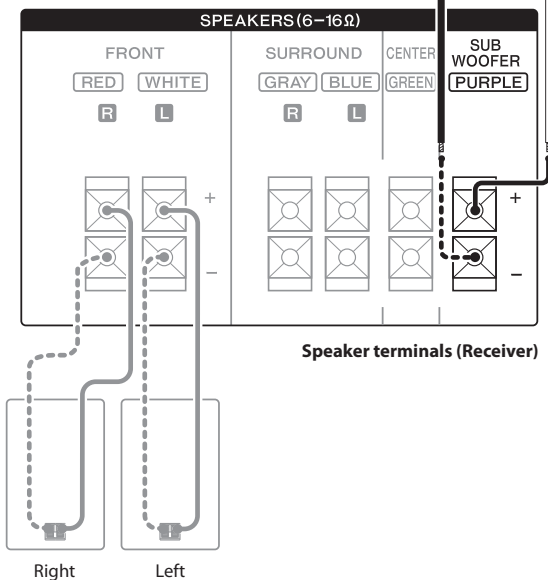 SPEAKERS (6–16Ω)
FRONT
RED WHITE
R L
SURROUND
GRAY BLUE
R L
CENTER
GREEN
SUB
WOOFER
PURPLE
+
–
+
–
Speaker terminals (Receiver)
Right Left